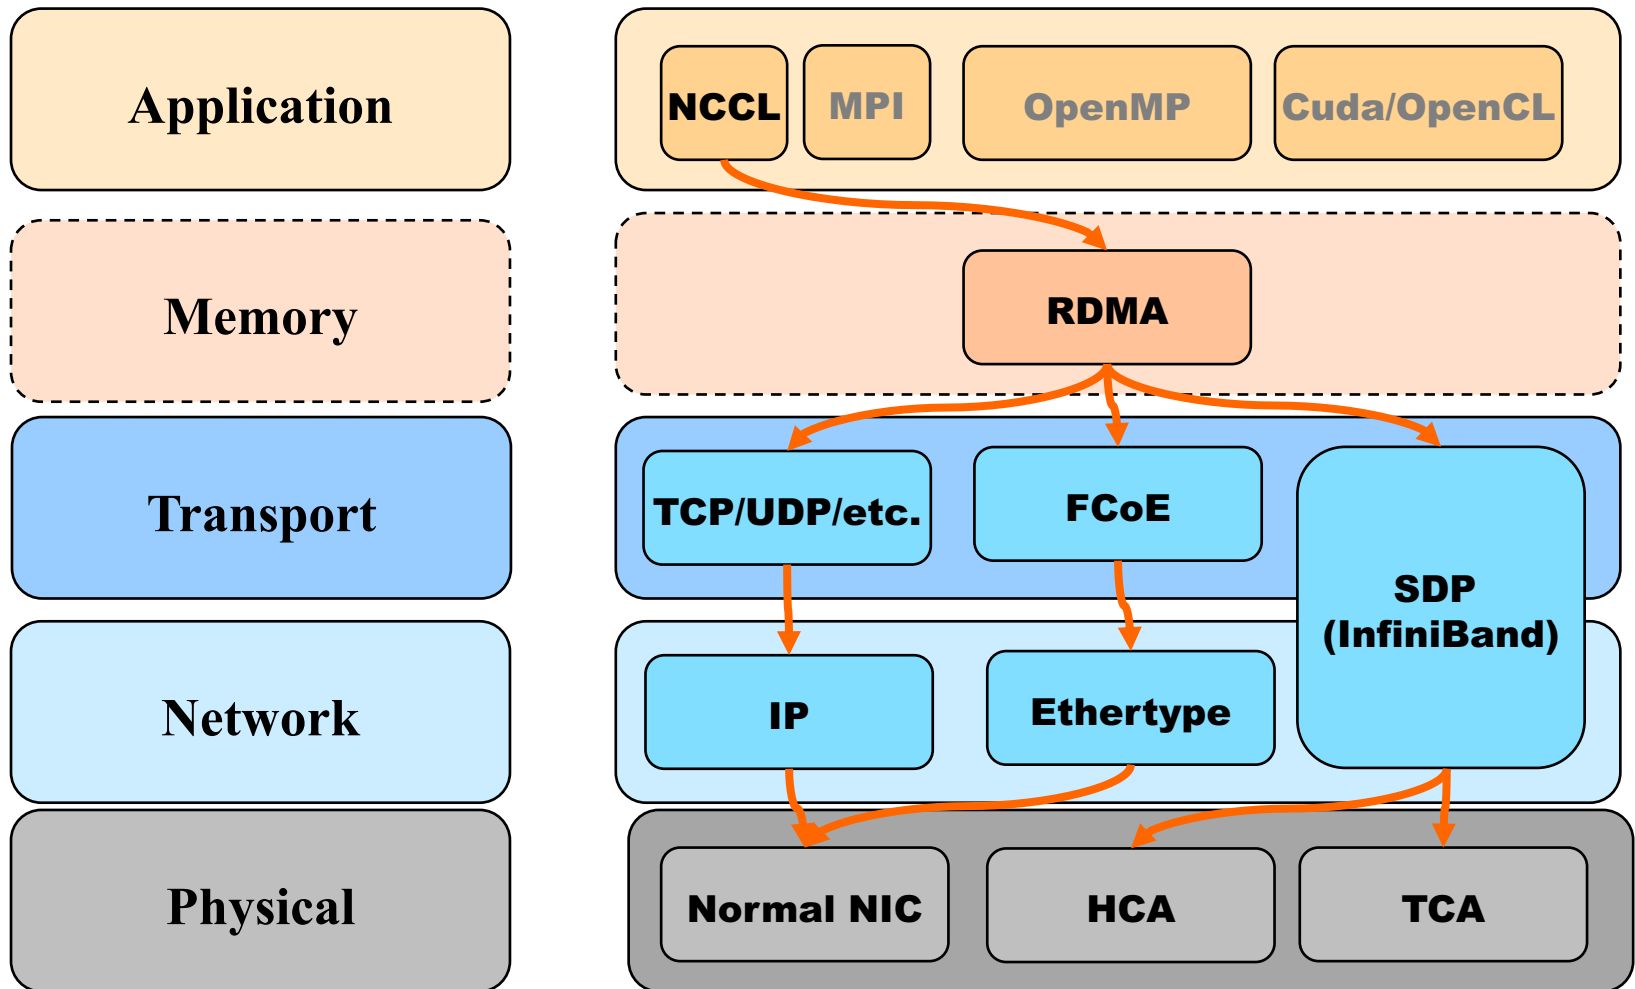 Application
NCCL
MPI
OpenMP
Cuda/OpenCL
Memory
RDMA
Transport
TCP/UDP/etc.
FCoE
SDP
(InfiniBand)
Network
IP
Ethertype
Physical
Normal NIC
HCA
TCA